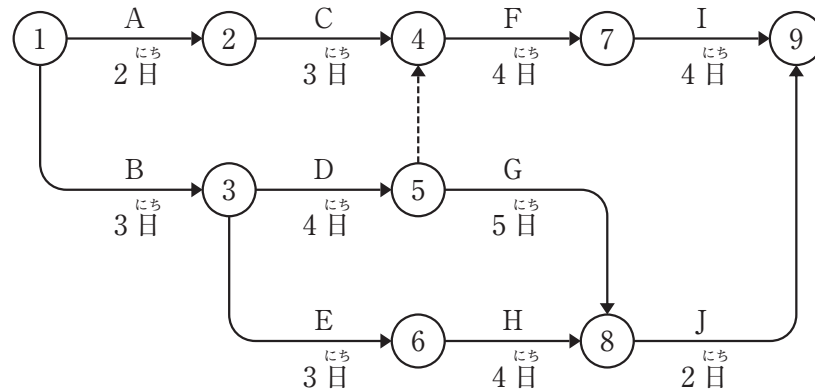 A C F I
1 2 4 7 9
にち にち にち にち
2日 3日 4日 4日
B D G
3 5
にち にち にち
3日 4日 5日
E H J
6 8
にち にち にち
3日 4日 2日